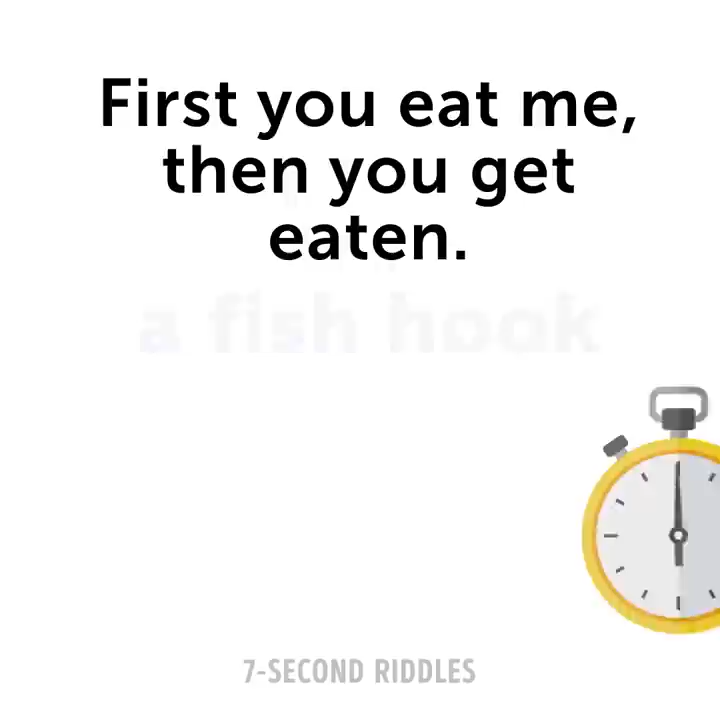 First you eat me,
then you get
eaten.
a fish hook
7-SECOND RIDDLES